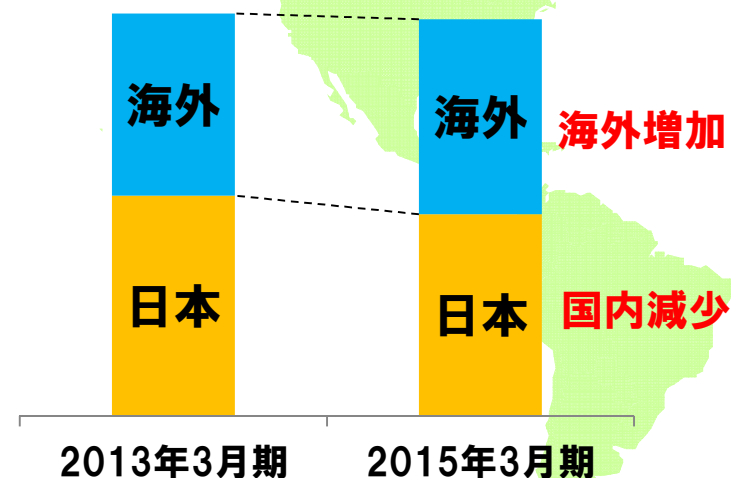 海外
海外
海外増加
日本
日本
国内減少
2013年3月期
2015年3月期